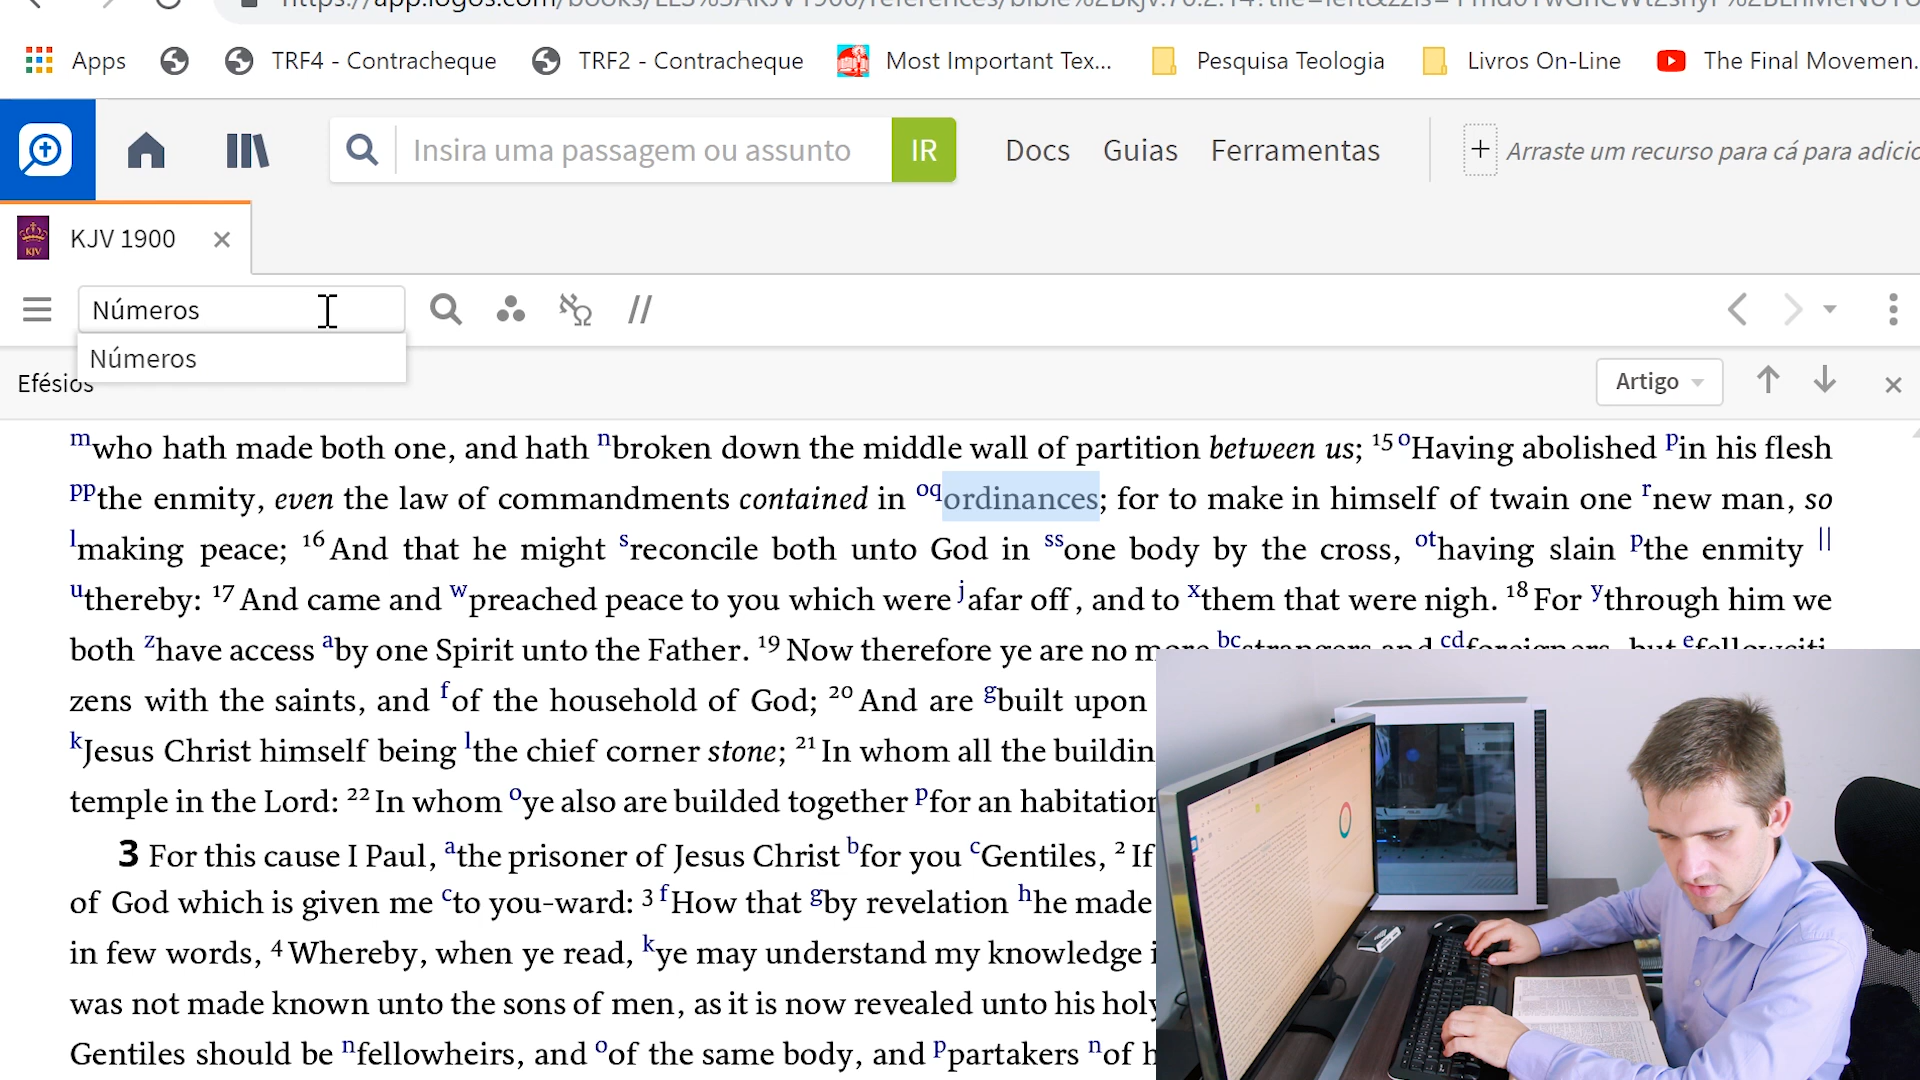 Apps TRF4 - Contracheque TRF2 - Contracheque Most Important Tex... Pesquisa Teologia Livros On-Line The Final Movemen.
Insira uma passagem ou assunto IR Docs Guias Ferramentas + Arraste um recurso para cá para adicio
KJV KJV 1900 ×
Números //
Números
Efésios Artigo
mwho hath made both one, and hath nbroken down the middle wall of partition between us; 15 oHaving abolished pin his flesh
ppthe enmity, even the law of commandments contained in oqordinances; for to make in himself of twain one rnew man, so
lmaking peace; 16 And that he might sreconcile both unto God in ssone body by the cross, othaving slain pthe enmity ||
uthereby: 17 And came and wpreached peace to you which were jafar off, and to xthem that were nigh. 18 For ythrough him we
both zhave access aby one Spirit unto the Father. 19 Now therefore ye are no more bcstrangers and cdforeigners, but efellowciti-
zens with the saints, and fof the household of God; 20 And are gbuilt upon
kJesus Christ himself being lthe chief corner stone; 21 In whom all the buildin
temple in the Lord: 22 In whom oye also are builded together pfor an habitation
3 For this cause I Paul, athe prisoner of Jesus Christ bfor you cGentiles, 2 If
of God which is given me cto you-ward: 3 fHow that gby revelation hhe made
in few words, 4 Whereby, when ye read, kye may understand my knowledge i
was not made known unto the sons of men, as it is now revealed unto his holy
Gentiles should be nfellowheirs, and oof the same body, and ppartakers nof h